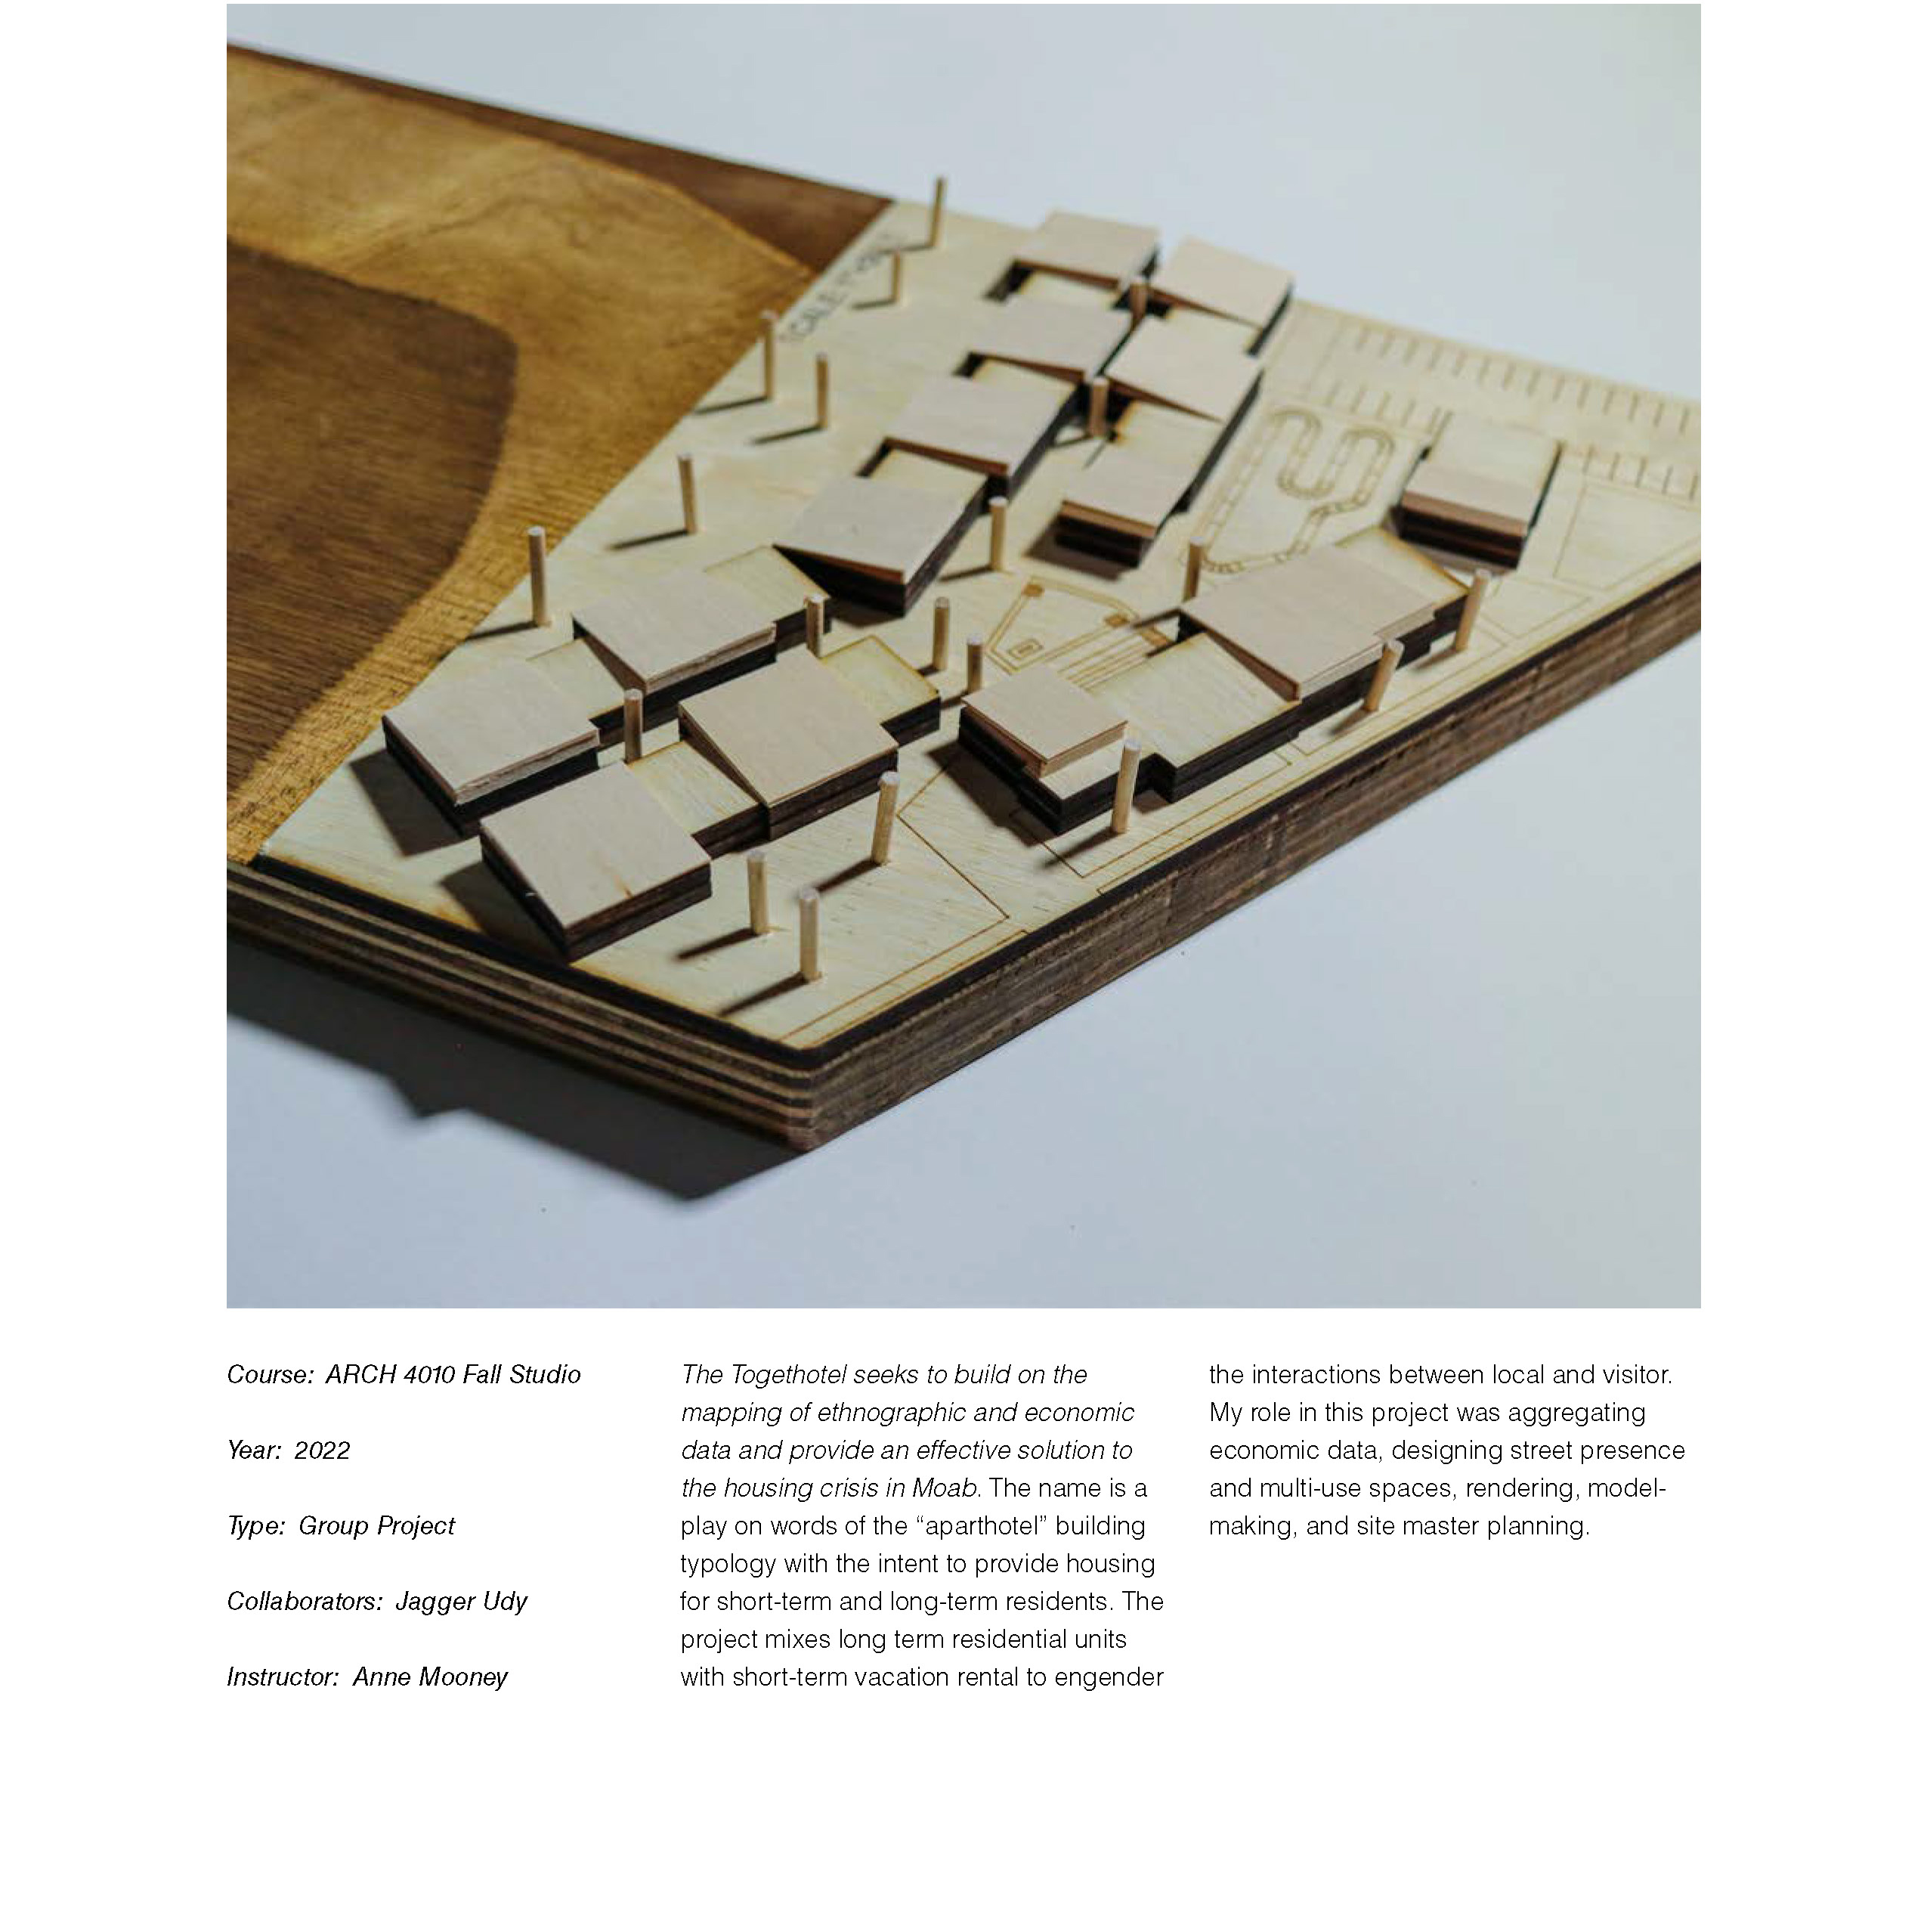 Course: ARCH 4010 Fall Studio
Year: 2022
Type: Group Project
Collaborators: Jagger Udy
Instructor: Anne Mooney
The Togethotel seeks to build on the
mapping of ethnographic and economic
data and provide an effective solution to
the housing crisis in Moab. The name is a
play on words of the “aparthotel” building
typology with the intent to provide housing
for short-term and long-term residents. The
project mixes long term residential units
with short-term vacation rental to engender
the interactions between local and visitor.
My role in this project was aggregating
economic data, designing street presence
and multi-use spaces, rendering, model-
making, and site master planning.